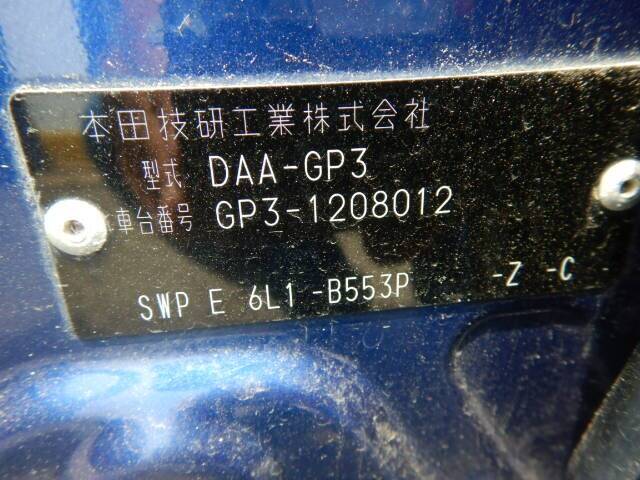 本田技研工業株式会社
型式 DAA-GP3
車台番号 GP3-1208012
SWP E 6L1 -B553P -Z -C